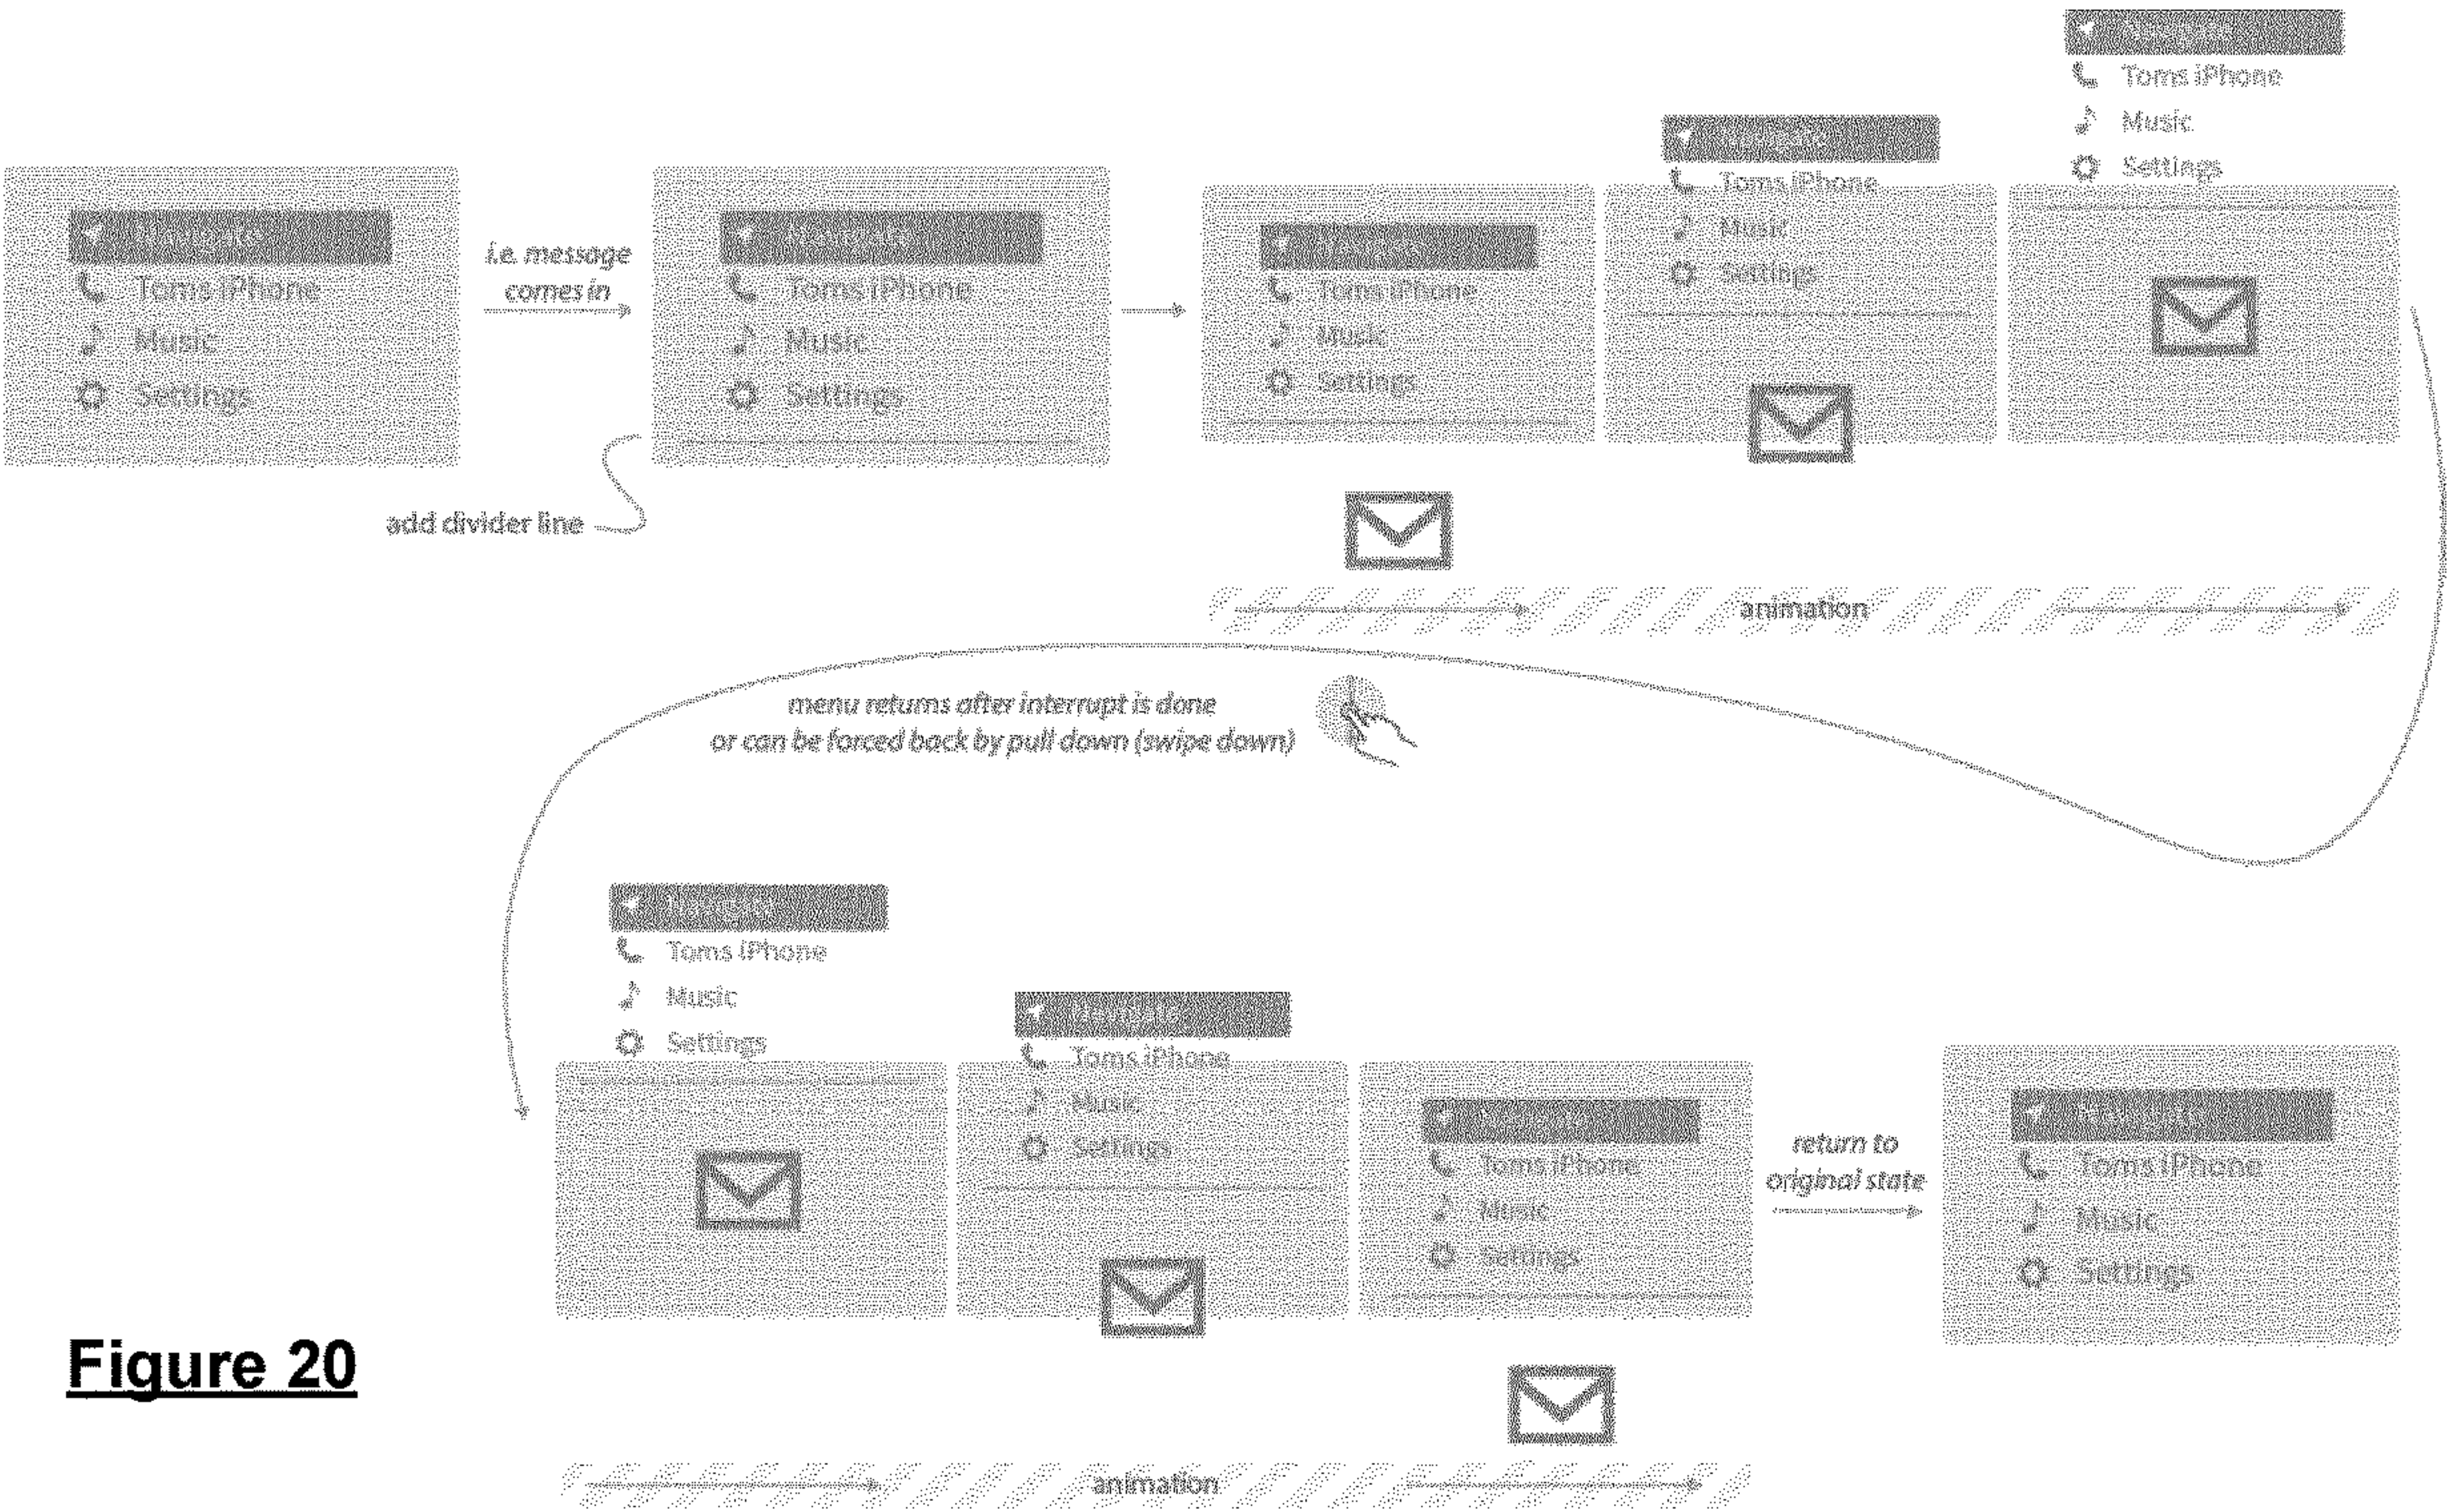 Navigate
Toms iPhone
Music
Settings
i.e. message
comes in
Navigate
Toms iPhone
Music
Settings
add divider line
Toms iPhone
Music
Settings
Navigate
Toms iPhone
Music
Settings
Toms iPhone
Music
Settings
animation
menu returns after interrupt is done
or can be forced back by pull down (swipe down)
Navigate
Toms iPhone
Music
Settings
Navigate
Toms iPhone
Music
Settings
Toms iPhone
Music
Settings
return to
original state
Navigate
Toms iPhone
Music
Settings
animation
Figure 20